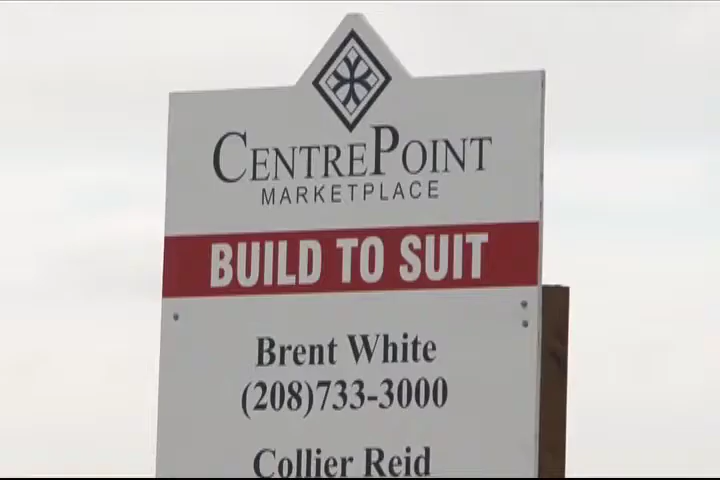 CENTREPOINT
MARKETPLACE
BUILD TO SUIT
Brent White
(208)733-3000
Collier Reid